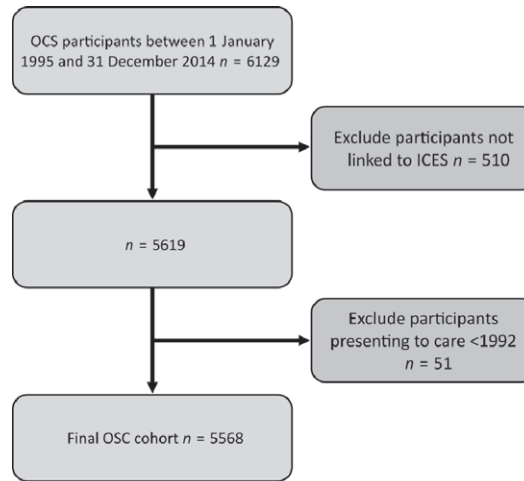 OCS participants between 1 January
1995 and 31 December 2014 n = 6129
Exclude participants not
linked to ICES n = 510
n = 5619
Exclude participants
presenting to care <1992
n = 51
Final OSC cohort n = 5568